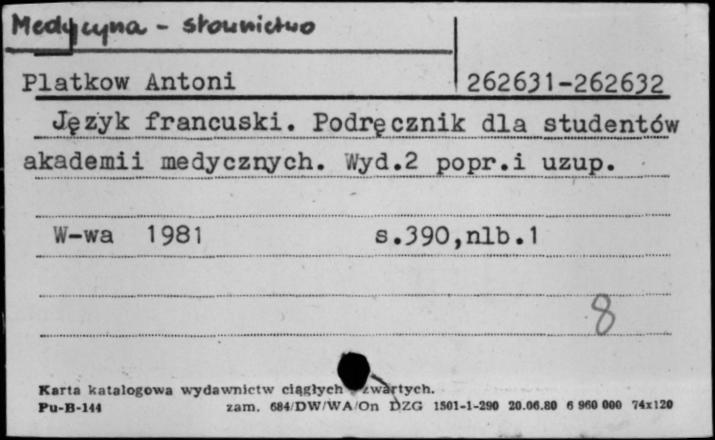 Medycyna - słownictwo
Platkow Antoni 262631-262632
Język francuski. Podręcznik dla studentów
akademii medycznych. Wyd.2 popr.i uzup.
W-wa 1981 s.390,nlb.1
8
Karta katalogowa wydawnictw ciągłych zwartych.
Pu-B-144 zam. 684/DW/WA/On DZG 1501-1-290 20.06.80 6 960 000 74x120